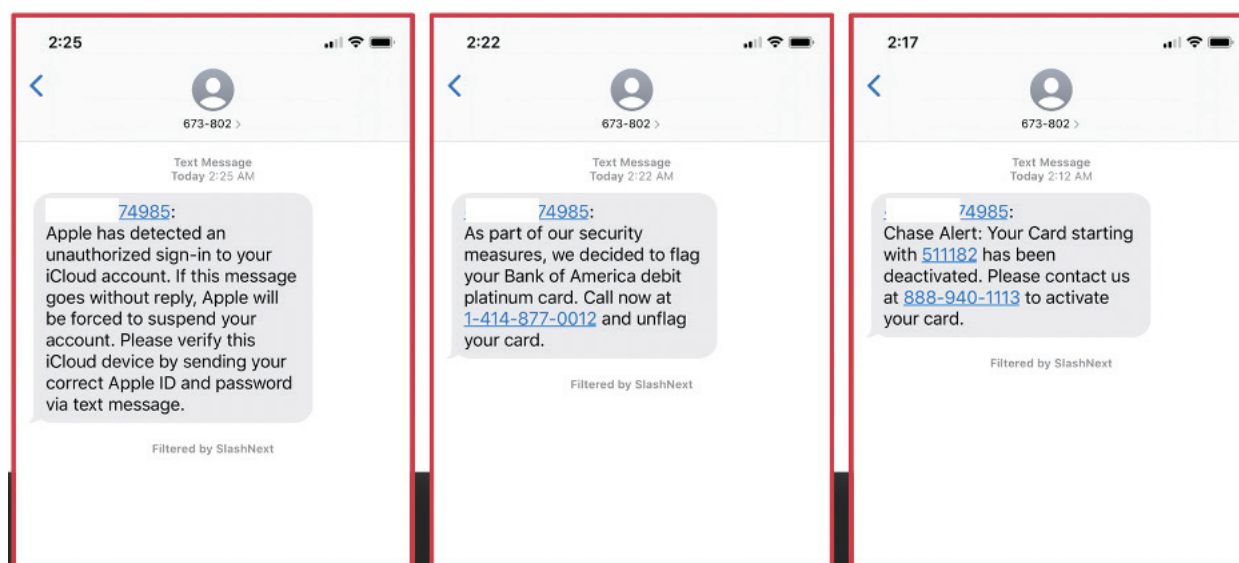 2:25
673-802 >
Text Message
Today 2:25 AM
74985:
Apple has detected an
unauthorized sign-in to your
iCloud account. If this message
goes without reply, Apple will
be forced to suspend your
account. Please verify this
iCloud device by sending your
correct Apple ID and password
via text message.
Filtered by SlashNext
2:22
673-802 >
Text Message
Today 2:22 AM
74985:
As part of our security
measures, we decided to flag
your Bank of America debit
platinum card. Call now at
1-414-877-0012 and unflag
your card.
Filtered by SlashNext
2:17
673-802 >
Text Message
Today 2:12 AM
74985:
Chase Alert: Your Card starting
with 511182 has been
deactivated. Please contact us
at 888-940-1113 to activate
your card.
Filtered by SlashNext